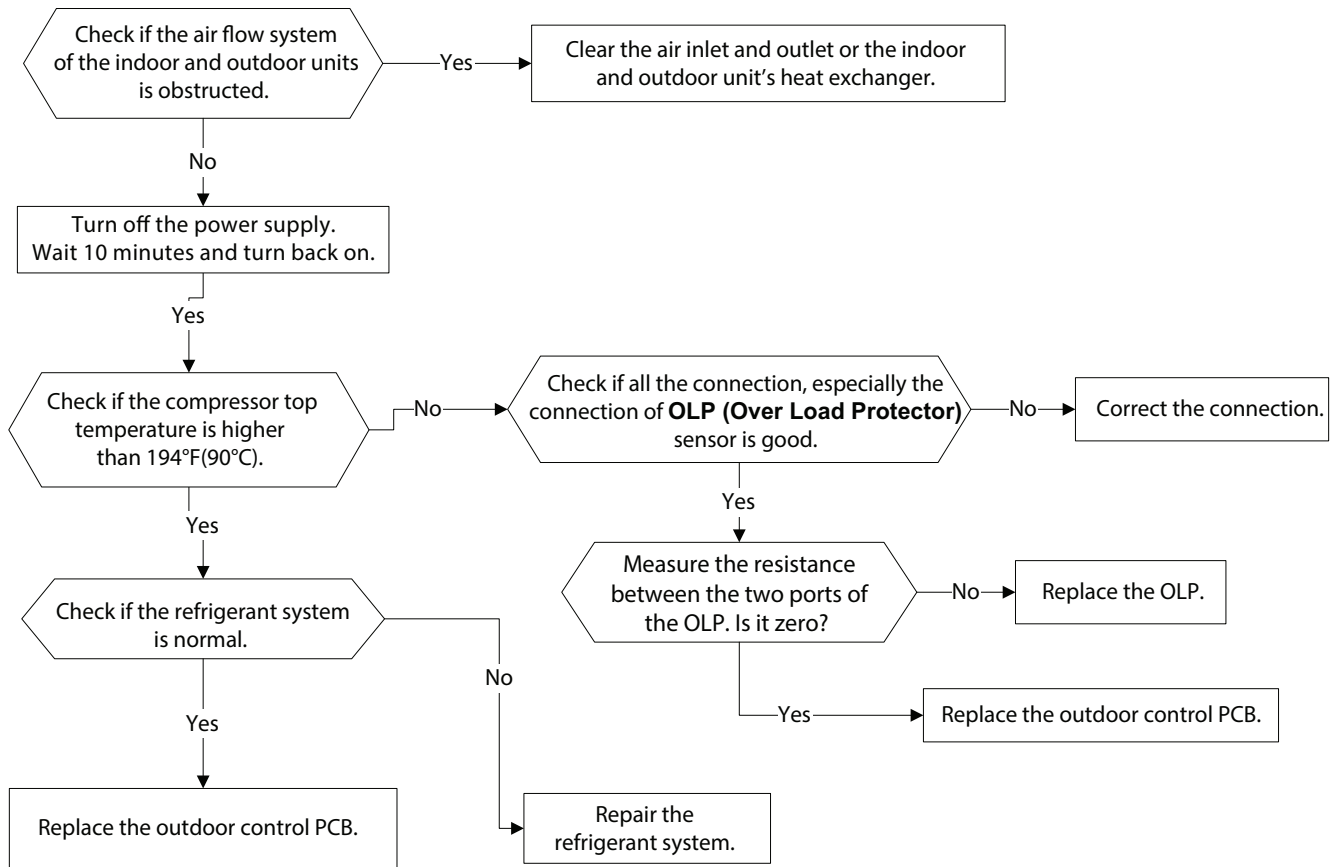 Check if the air flow system
of the indoor and outdoor units
is obstructed.
Yes
Clear the air inlet and outlet or the indoor
and outdoor unit's heat exchanger.
No
Turn off the power supply.
Wait 10 minutes and turn back on.
Yes
Check if the compressor top
temperature is higher
than 194°F(90°C).
No
Check if all the connection, especially the
connection of OLP (Over Load Protector)
sensor is good.
No
Correct the connection.
Yes
Yes
Measure the resistance
between the two ports of
the OLP. Is it zero?
No
Replace the OLP.
Check if the refrigerant system
is normal.
No
Yes
Yes
Replace the outdoor control PCB.
Replace the outdoor control PCB.
Repair the
refrigerant system.